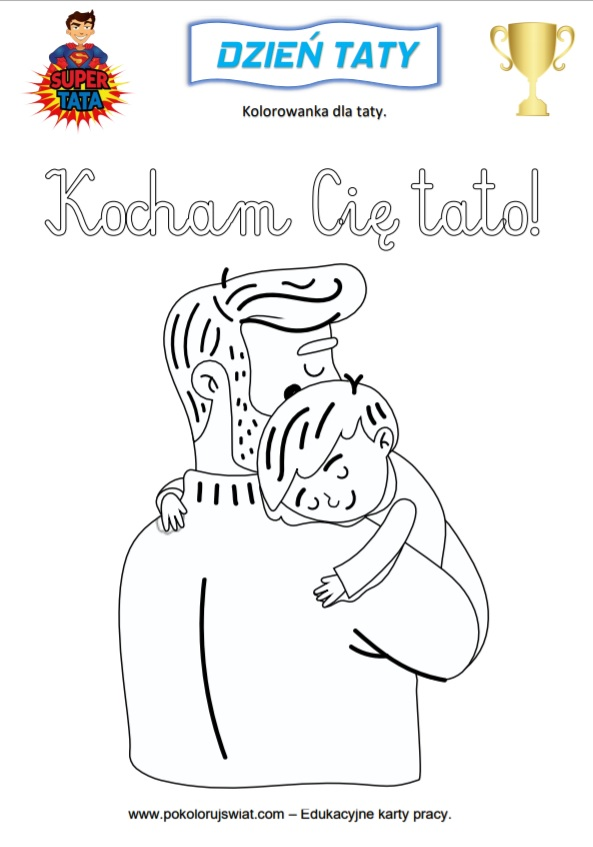 SUPER
TATA
DZIEŃ TATY
Kolorowanka dla taty.
Kocham Cię tato!
www.pokolorujswiat.com – Edukacyjne karty pracy.